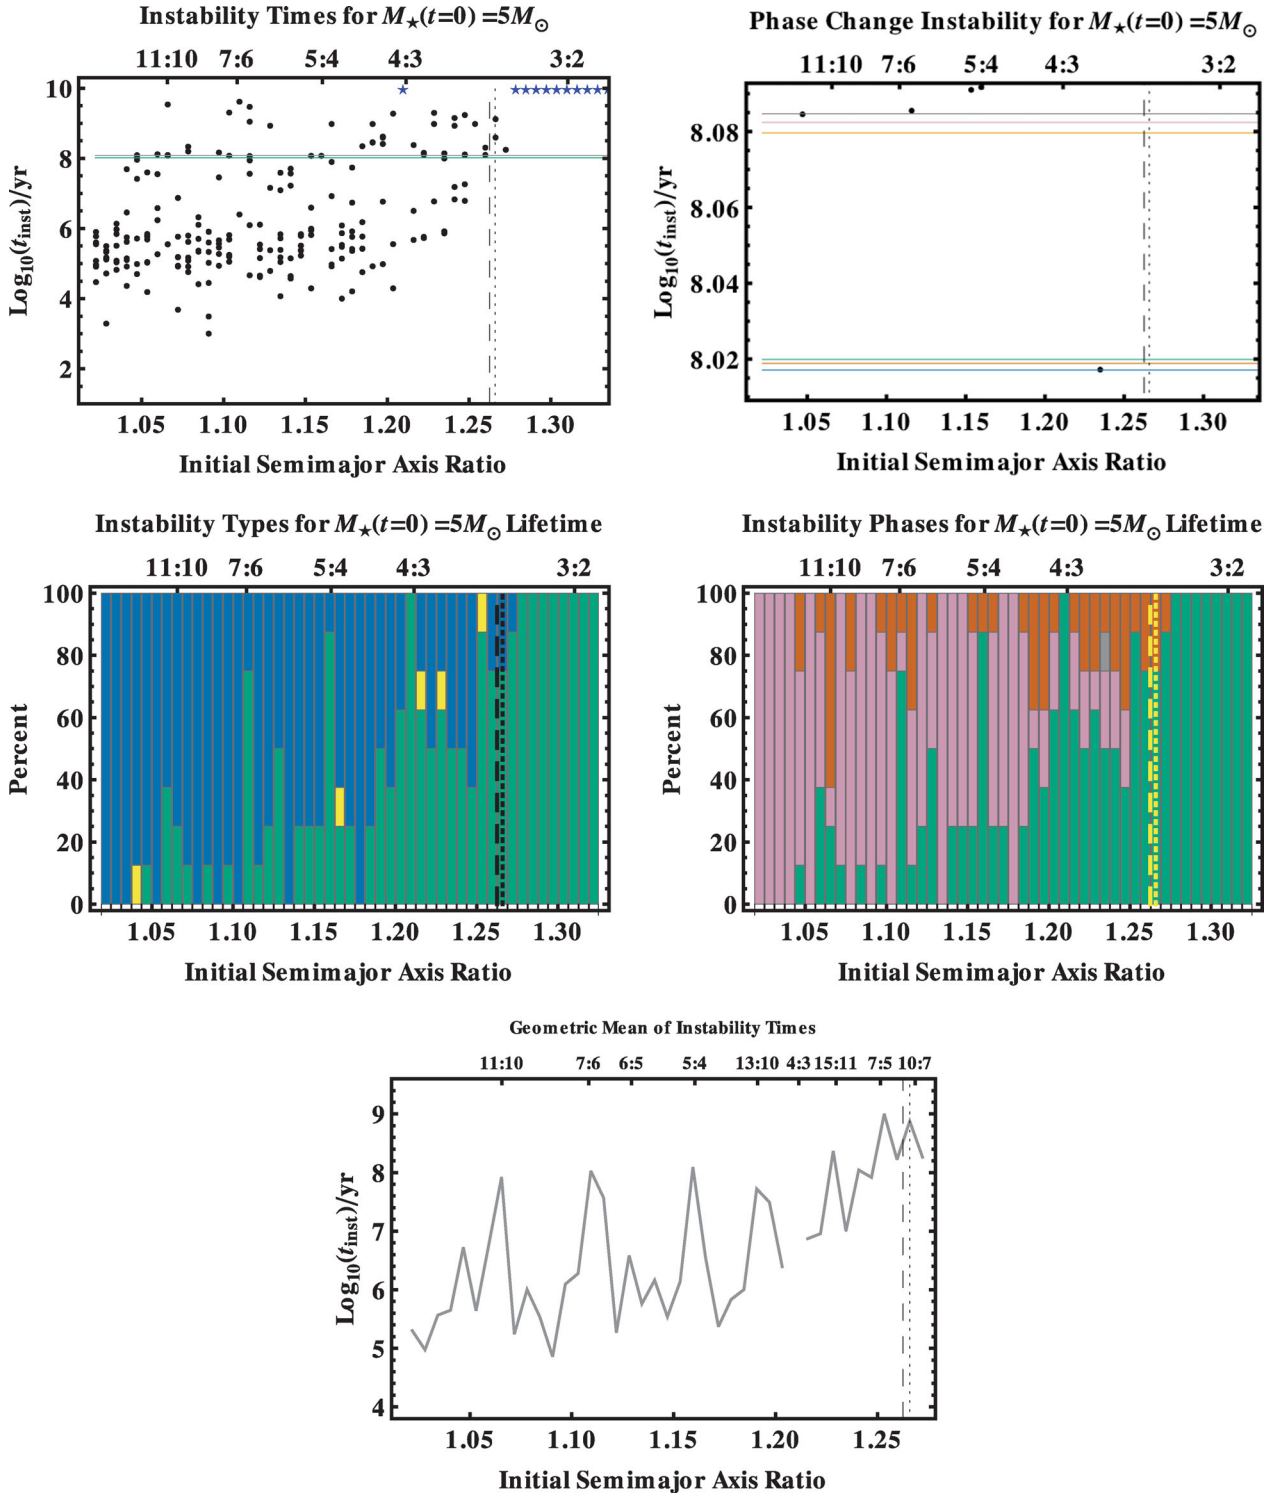 Instability Times for M★(t=0) =5M⊙
11:10 7:6 5:4 4:3 3:2
10
8
6
4
2
Log10(tinst)/yr
1.05 1.10 1.15 1.20 1.25 1.30
Initial Semimajor Axis Ratio
Phase Change Instability for M★(t=0) =5M⊙
11:10 7:6 5:4 4:3 3:2
8.08
8.06
8.04
8.02
Log10(tinst)/yr
1.05 1.10 1.15 1.20 1.25 1.30
Initial Semimajor Axis Ratio
Instability Types for M★(t=0) =5M⊙ Lifetime
11:10 7:6 5:4 4:3 3:2
100
80
60
40
20
0
Percent
1.05 1.10 1.15 1.20 1.25 1.30
Initial Semimajor Axis Ratio
Instability Phases for M★(t=0) =5M⊙ Lifetime
11:10 7:6 5:4 4:3 3:2
100
80
60
40
20
0
Percent
1.05 1.10 1.15 1.20 1.25 1.30
Initial Semimajor Axis Ratio
Geometric Mean of Instability Times
11:10 7:6 6:5 5:4 13:10 4:3 15:11 7:5 10:7
9
8
7
6
5
4
Log10(tinst)/yr
1.05 1.10 1.15 1.20 1.25
Initial Semimajor Axis Ratio